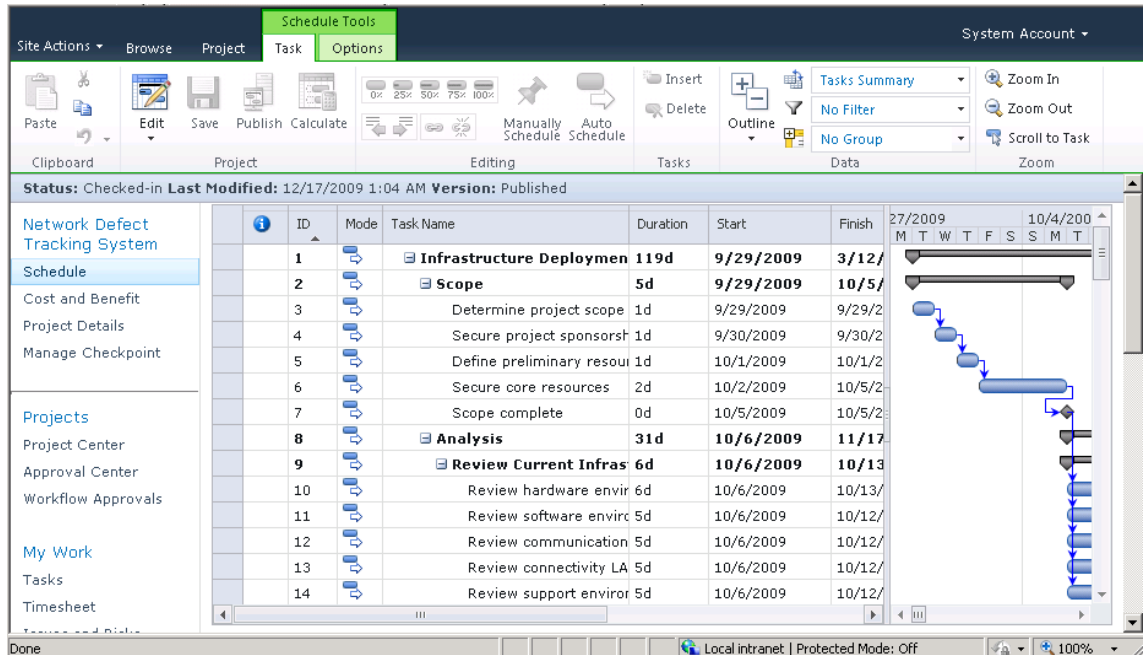 Schedule Tools
Site Actions Browse Project Task Options System Account
0% 25% 50% 75% 100% Insert Tasks Summary Zoom In
Delete No Filter Zoom Out
Paste Edit Save Publish Calculate Manually Schedule Auto Schedule Outline No Group Scroll to Task
Clipboard Project Editing Tasks Data Zoom
Status: Checked-in Last Modified: 12/17/2009 1:04 AM Version: Published
Network Defect
Tracking System
Schedule
Cost and Benefit
Project Details
Manage Checkpoint
Projects
Project Center
Approval Center
Workflow Approvals
My Work
Tasks
Timesheet
ID Mode Task Name Duration Start Finish 27/2009 10/4/200
M T W T F S S M T
1 Infrastructure Deploymen 119d 9/29/2009 3/12/
2 Scope 5d 9/29/2009 10/5/
3 Determine project scope 1d 9/29/2009 9/29/2
4 Secure project sponsorsh 1d 9/30/2009 9/30/2
5 Define preliminary resou 1d 10/1/2009 10/1/2
6 Secure core resources 2d 10/2/2009 10/5/2
7 Scope complete 0d 10/5/2009 10/5/2
8 Analysis 31d 10/6/2009 11/17
9 Review Current Infras 6d 10/6/2009 10/13
10 Review hardware envir 6d 10/6/2009 10/13/
11 Review software enviro 5d 10/6/2009 10/12/
12 Review communication 5d 10/6/2009 10/12/
13 Review connectivity LA 5d 10/6/2009 10/12/
14 Review support enviror 5d 10/6/2009 10/12/
Done Local intranet | Protected Mode: Off 100%